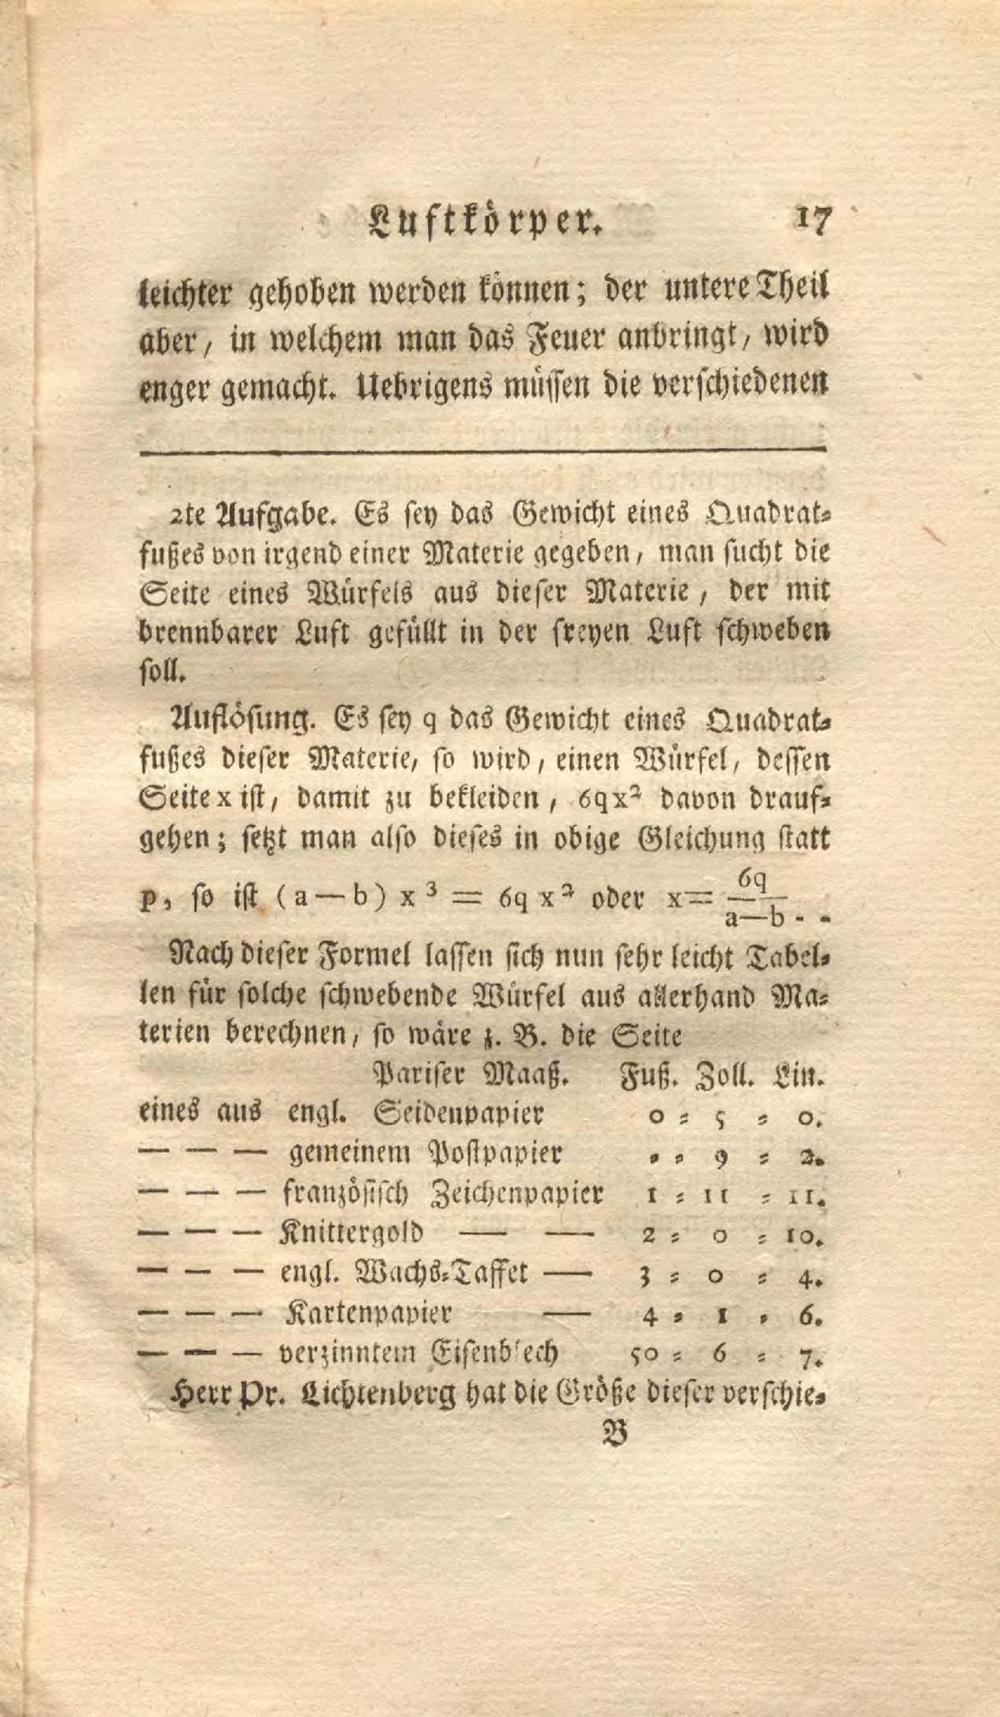 Luftkörper. 17
leichter gehoben werden können; der untere Theil
aber, in welchem man das Feuer anbringt, wird
enger gemacht. Uebrigens müssen die verschiedenen
2te Aufgabe. Es sey das Gewicht eines Quadrat-
fußes von irgend einer Materie gegeben, man sucht die
Seite eines Würfels aus dieser Materie, der mit
brennbarer Luft gefüllt in der freyen Luft schweben
soll.
Auflösung. Es sey q das Gewicht eines Quadrat-
fußes dieser Materie, so wird, einen Würfel, dessen
Seite x ist, damit zu bekleiden, 6qx² davon drauf-
gehen; setzt man also dieses in obige Gleichung statt
p, so ist (a—b) x³ = 6q x² oder x = 6q/a—b - -
Nach dieser Formel lassen sich nun sehr leicht Tabel-
len für solche schwebende Würfel aus allerhand Ma-
terien berechnen, so wäre z. B. die Seite
Pariser Maaß. Fuß. Zoll. Lin.
eines aus engl. Seidenpapier 0 = 5 = 0.
— — — gemeinem Postpapier = = 9 = 2.
— — — französisch Zeichenpapier 1 = 11 = 11.
— — — Knittergold — — 2 = 0 = 10.
— — — engl. Wachs-Taffet — 3 = 0 = 4.
— — — Kartenpapier — 4 = 1 = 6.
— — — verzinntem Eisenblech 50 = 6 = 7.
Herr Pr. Lichtenberg hat die Größe dieser verschie-
B